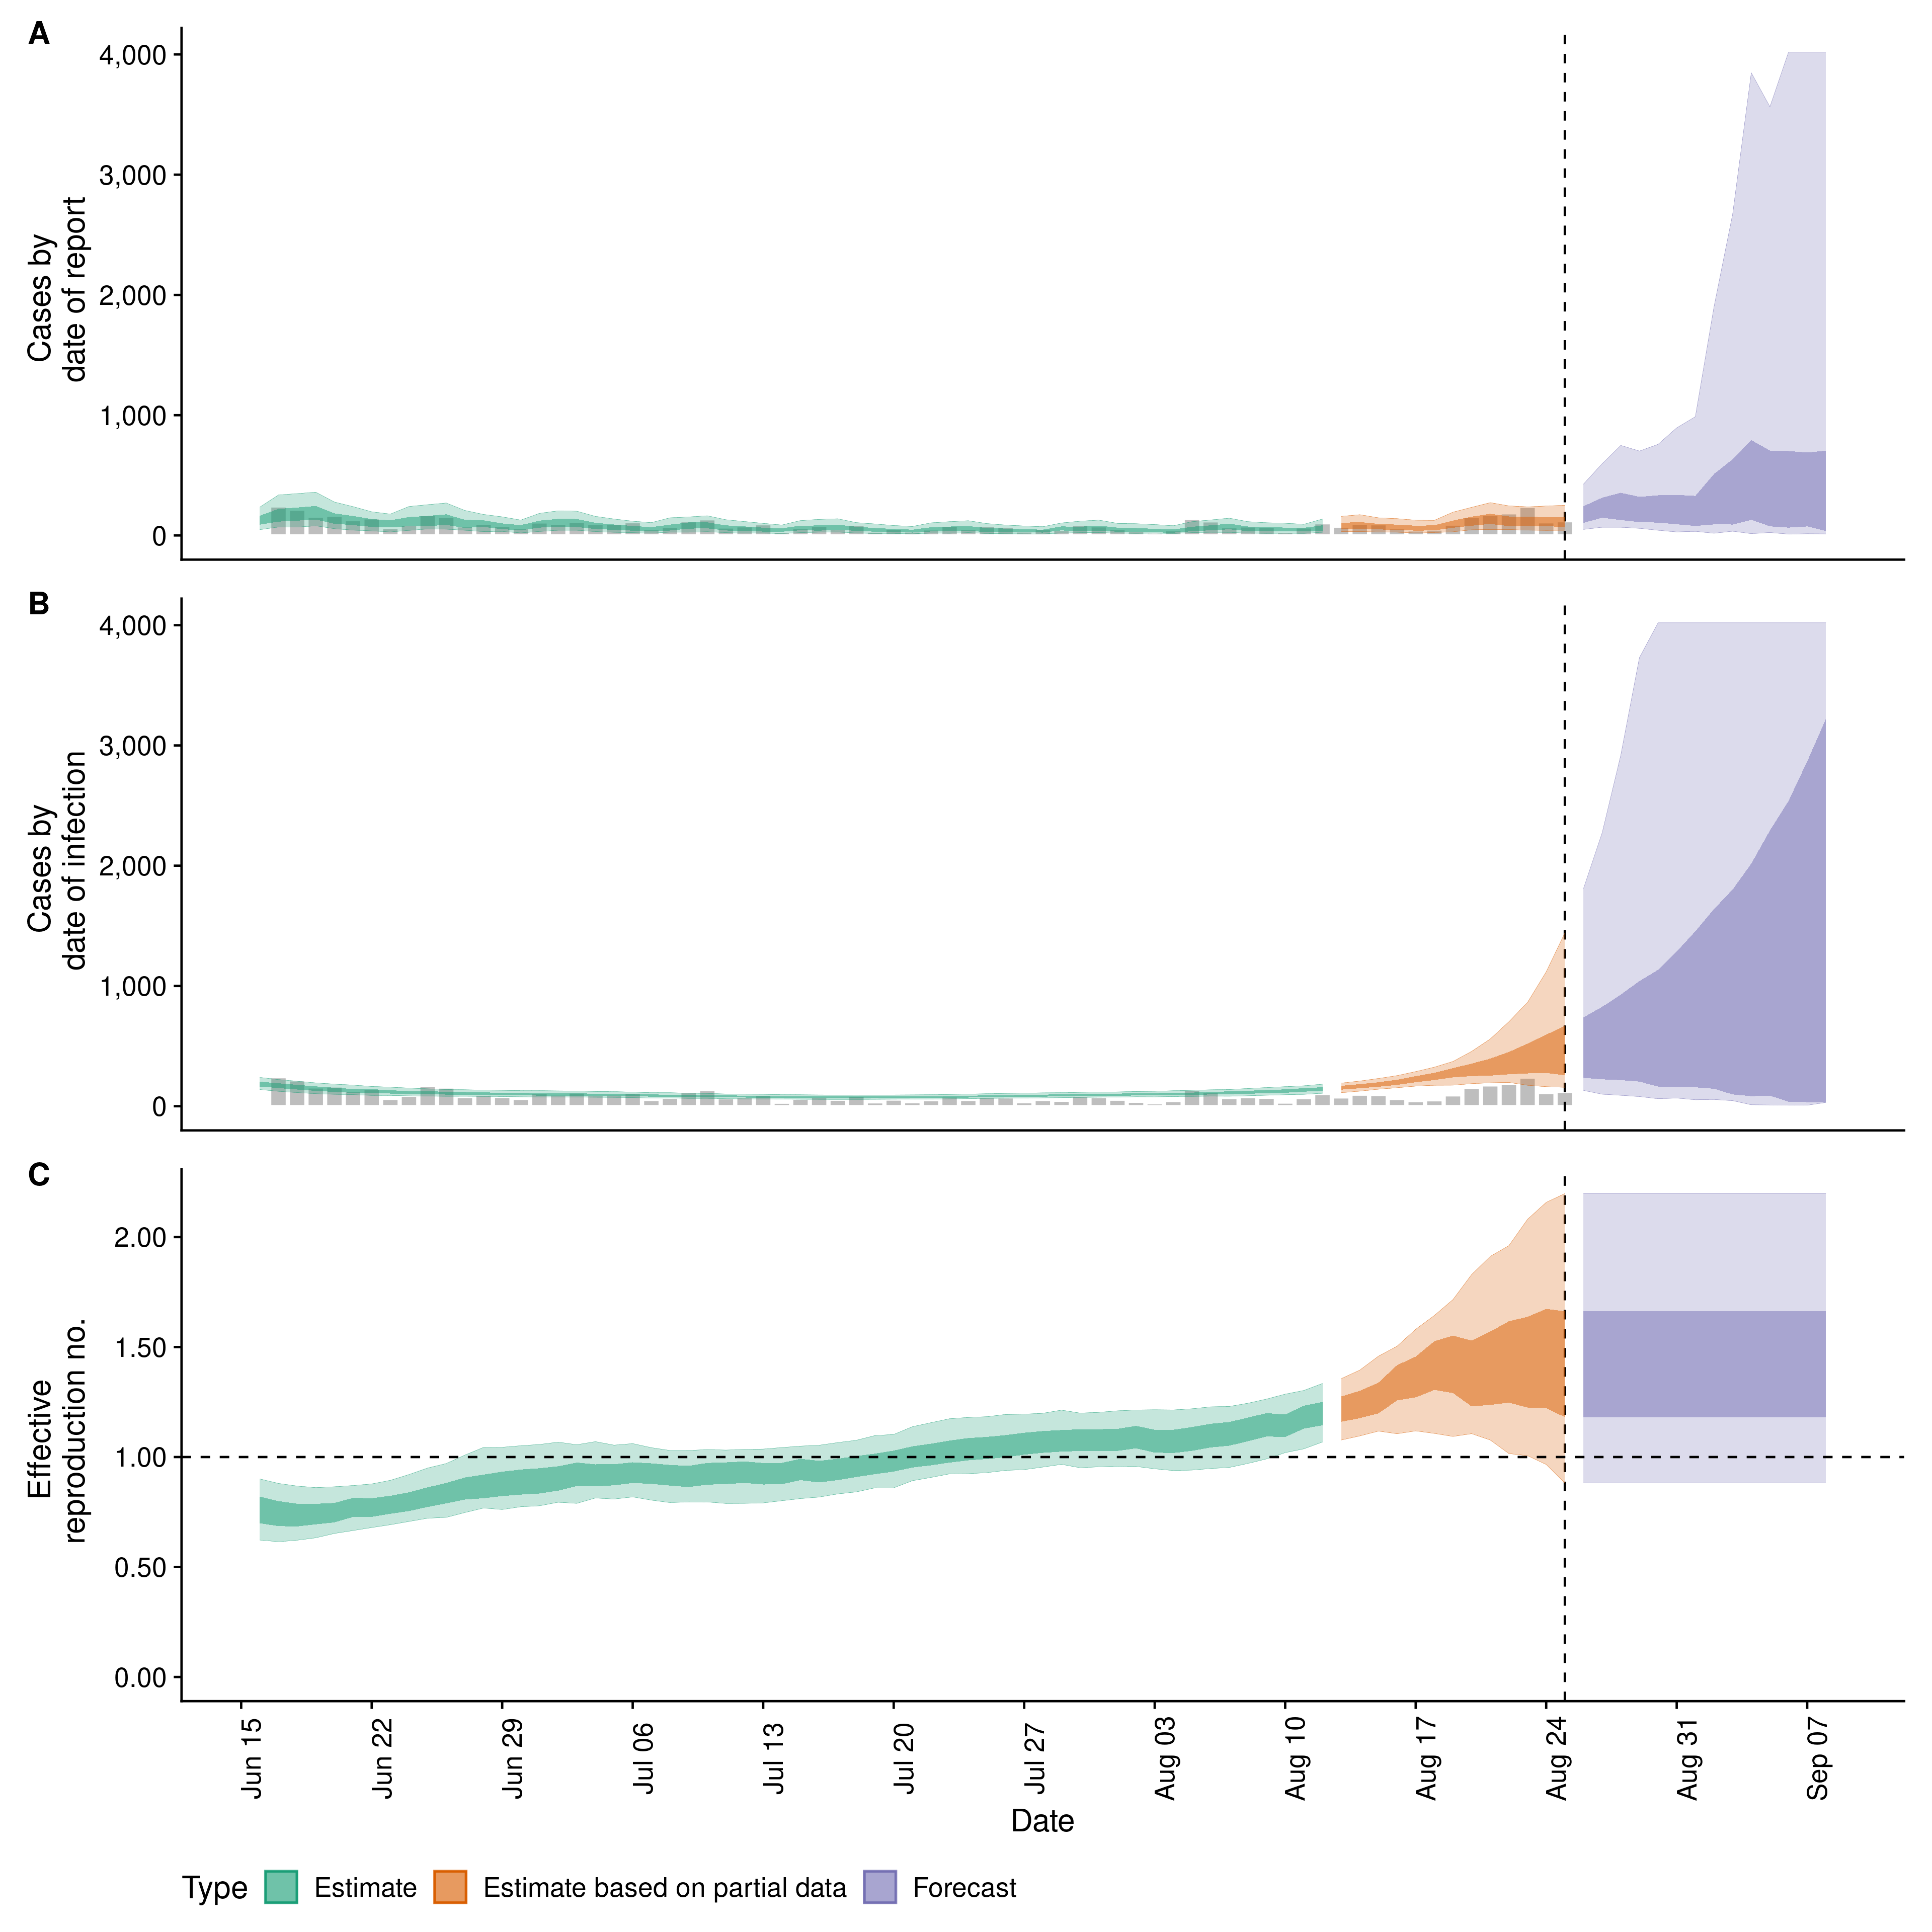 A
4,000
3,000
2,000
1,000
0
Cases by
date of report
B
4,000
3,000
2,000
1,000
0
Cases by
date of infection
C
2.00
1.50
1.00
0.50
0.00
Effective
reproduction no.
Jun 15
Jun 22
Jun 29
Jul 06
Jul 13
Jul 20
Jul 27
Aug 03
Aug 10
Aug 17
Aug 24
Aug 31
Sep 07
Date
Type Estimate Estimate based on partial data Forecast